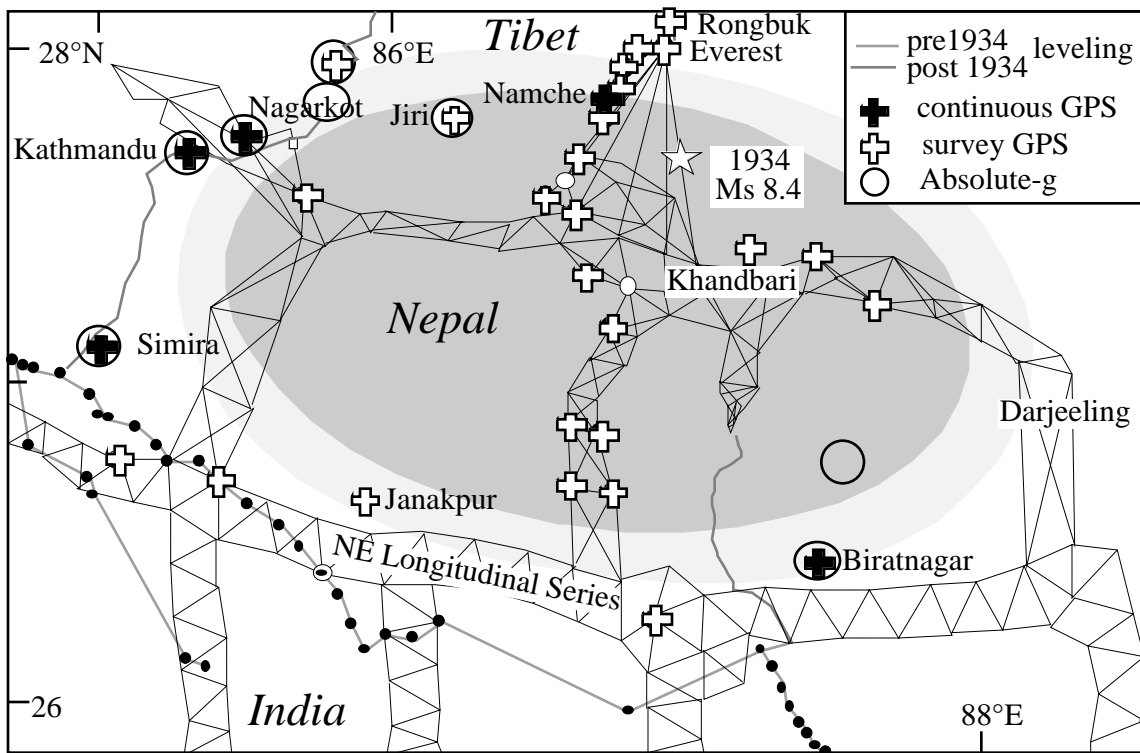 28°N
86°E
Tibet
Rongbuk
Everest
Namche
Nagarkot
Jiri
Kathmandu
1934
Ms 8.4
pre1934
post 1934
leveling
continuous GPS
survey GPS
Absolute-g
Khandbari
Nepal
Simira
Darjeeling
Janakpur
NE Longitudinal Series
Biratnagar
26
India
88°E